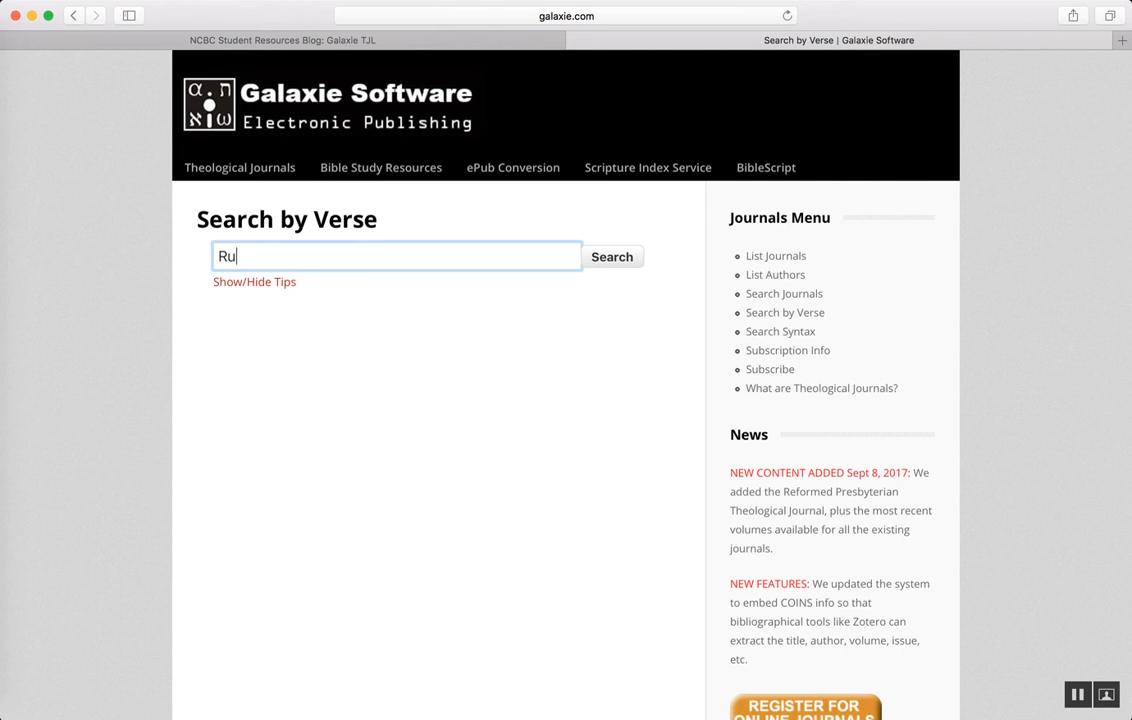 galaxie.com
NCBC Student Resources Blog: Galaxie TJL
Search by Verse | Galaxie Software
α . ת
א ι ω
Galaxie Software
Electronic Publishing
Theological Journals Bible Study Resources ePub Conversion Scripture Index Service BibleScript
Search by Verse
Ru
Search
Show/Hide Tips
Journals Menu
List Journals
List Authors
Search Journals
Search by Verse
Search Syntax
Subscription Info
Subscribe
What are Theological Journals?
News
NEW CONTENT ADDED Sept 8, 2017: We
added the Reformed Presbyterian
Theological Journal, plus the most recent
volumes available for all the existing
journals.
NEW FEATURES: We updated the system
to embed COINS info so that
bibliographical tools like Zotero can
extract the title, author, volume, issue,
etc.
REGISTER FOR
ONLINE JOURNALS